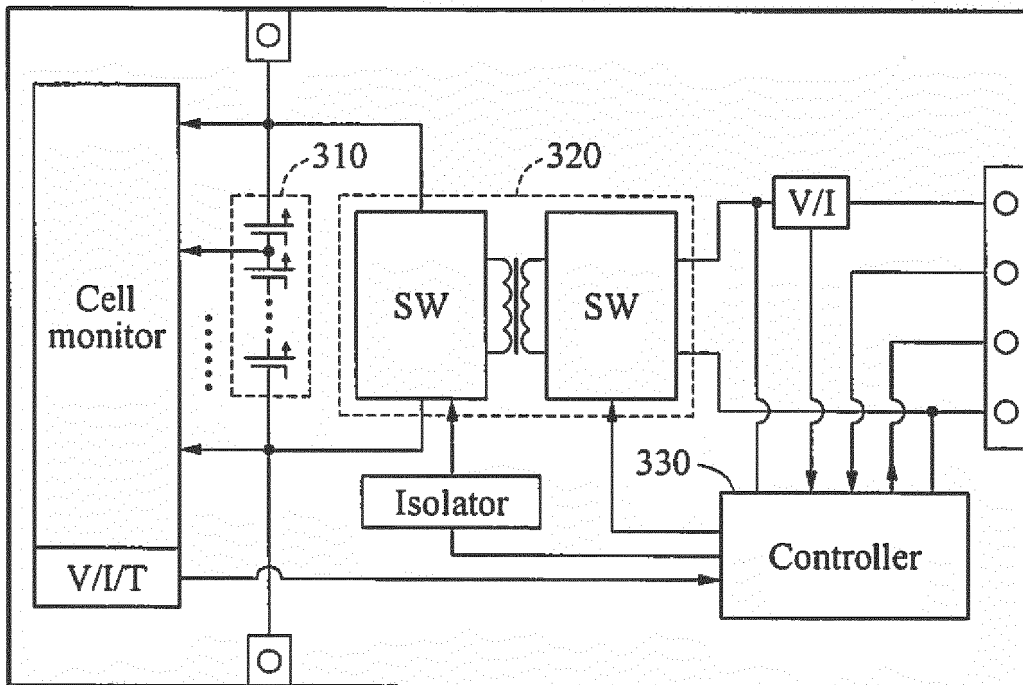 310
320
V/I
Cell
monitor
SW
SW
330
Isolator
Controller
V/I/T